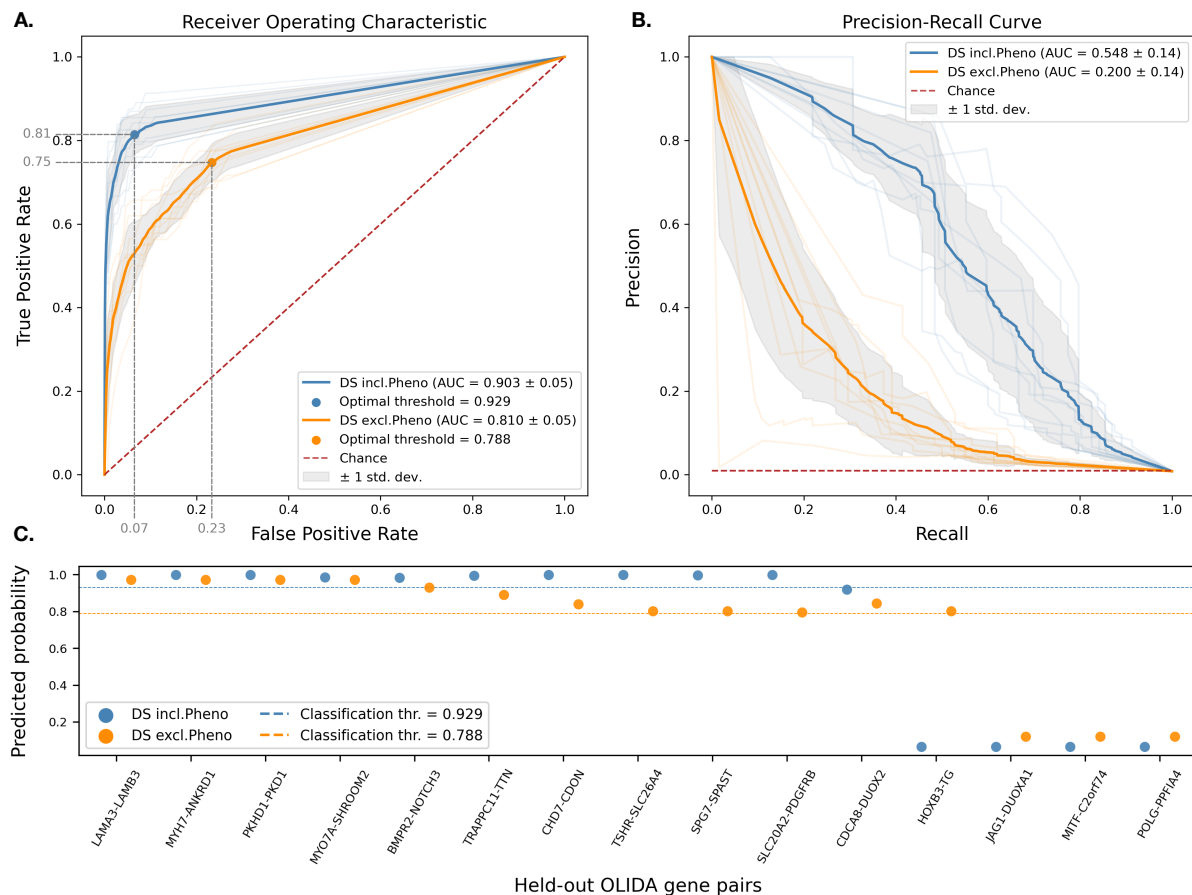 A.
Receiver Operating Characteristic
1.0
0.81
0.8
0.75
0.6
0.4
0.2
0.0
True Positive Rate
DS incl.Pheno (AUC = 0.903 ± 0.05)
Optimal threshold = 0.929
DS excl.Pheno (AUC = 0.810 ± 0.05)
Optimal threshold = 0.788
Chance
± 1 std. dev.
0.0 0.2 0.4 0.6 0.8 1.0
0.07 0.23
False Positive Rate
B.
Precision-Recall Curve
1.0
0.8
0.6
0.4
0.2
0.0
Precision
DS incl.Pheno (AUC = 0.548 ± 0.14)
DS excl.Pheno (AUC = 0.200 ± 0.14)
Chance
± 1 std. dev.
0.0 0.2 0.4 0.6 0.8 1.0
Recall
C.
1.0
0.8
0.6
0.4
0.2
Predicted probability
DS incl.Pheno
DS excl.Pheno
Classification thr. = 0.929
Classification thr. = 0.788
LAMA3-LAMB3
MYH7-ANKRD1
PKHD1-PKD1
MYO7A-SHROOM2
BMPR2-NOTCH3
TRAPPC11-TTN
CHD7-CDON
TSHR-SLC26A4
SPG7-SPAST
SLC20A2-PDGFRB
CDCA8-DUOX2
HOXB3-TG
JAG1-DUOXA1
MITF-C2orf74
POLG-PPFIA4
Held-out OLIDA gene pairs